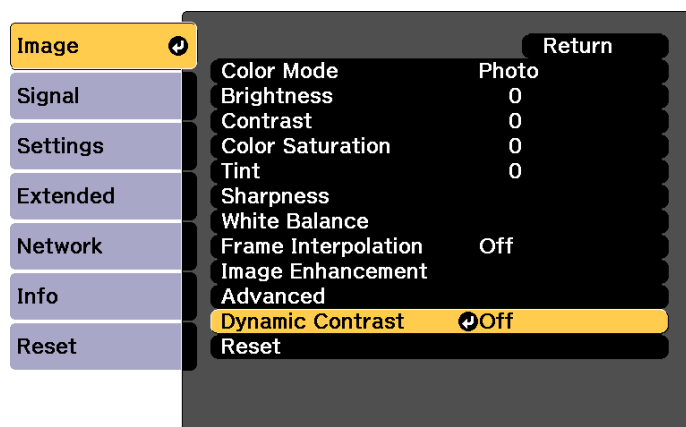 Image
Signal
Settings
Extended
Network
Info
Reset
Return
Color Mode Photo
Brightness 0
Contrast 0
Color Saturation 0
Tint 0
Sharpness
White Balance
Frame Interpolation Off
Image Enhancement
Advanced
Dynamic Contrast Off
Reset